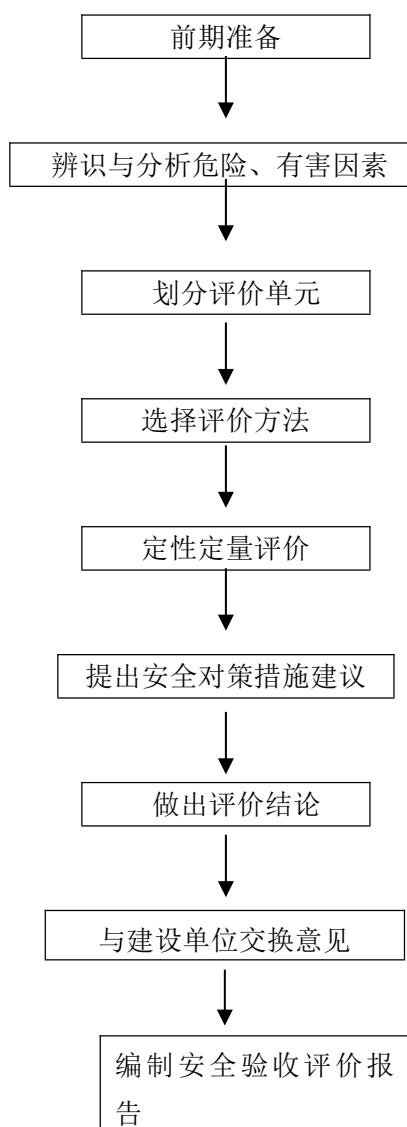 前期准备
辨识与分析危险、有害因素
划分评价单元
选择评价方法
定性定量评价
提出安全对策措施建议
做出评价结论
与建设单位交换意见
编制安全验收评价报
告